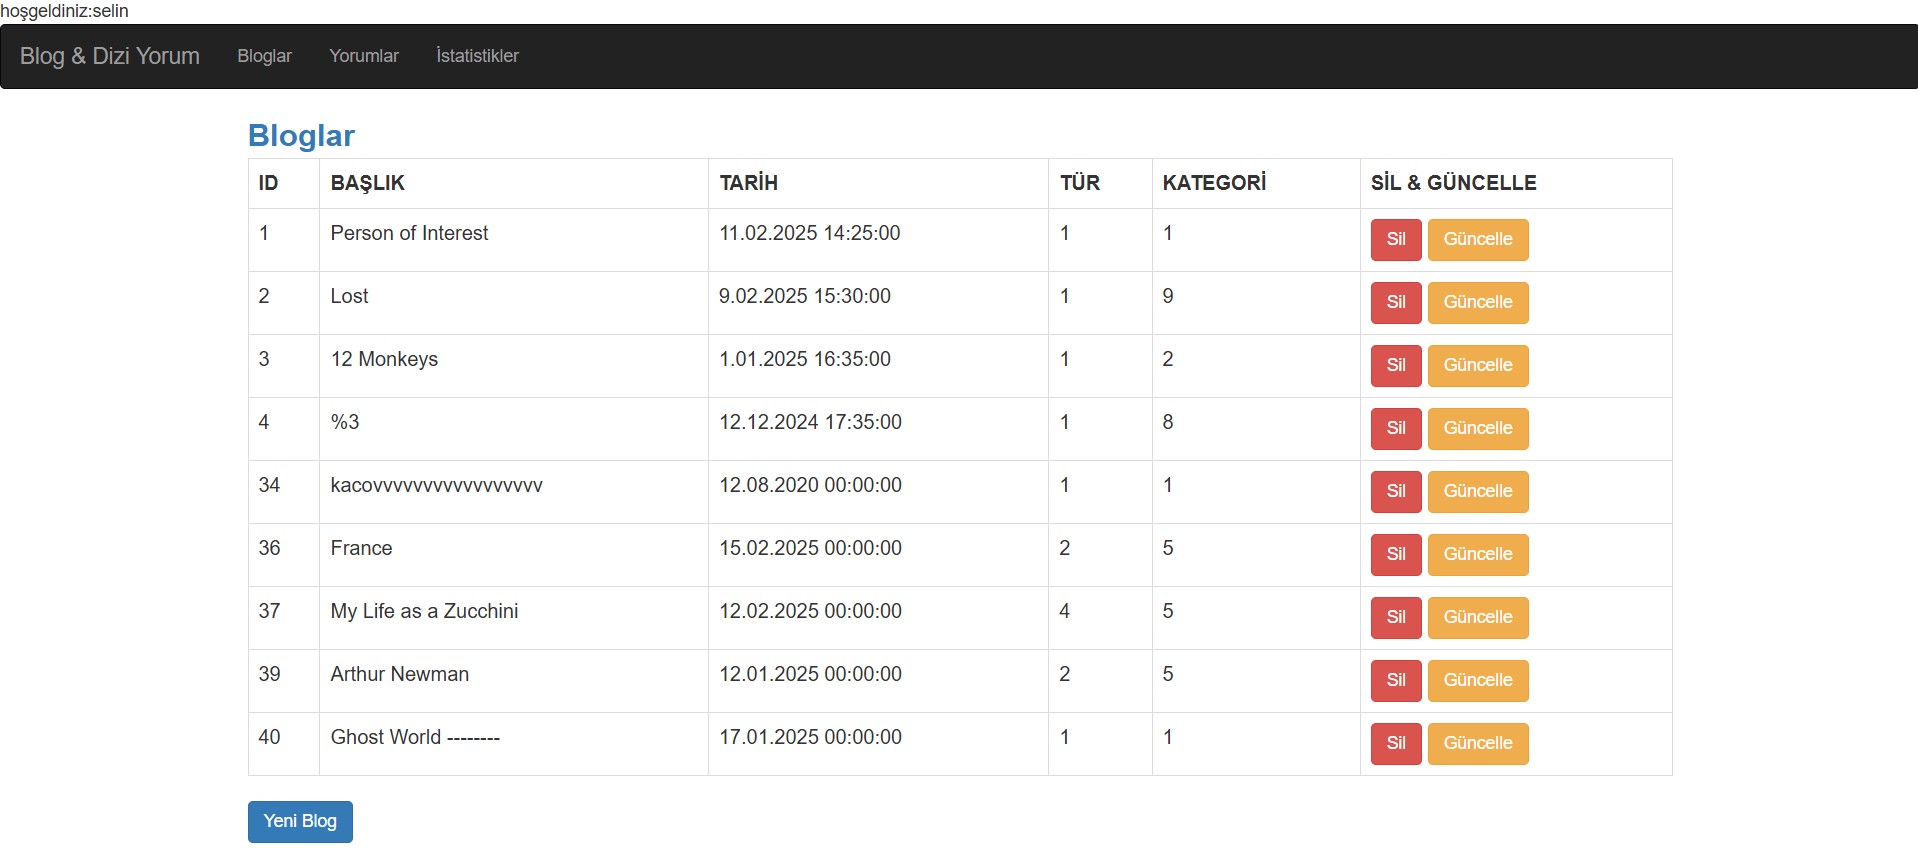 hoşgeldiniz:selin
Blog & Dizi Yorum Bloglar Yorumlar İstatistikler
Bloglar
ID BAŞLIK TARİH TÜR KATEGORİ SİL & GÜNCELLE
1 Person of Interest 11.02.2025 14:25:00 1 1 Sil Güncelle
2 Lost 9.02.2025 15:30:00 1 9 Sil Güncelle
3 12 Monkeys 1.01.2025 16:35:00 1 2 Sil Güncelle
4 %3 12.12.2024 17:35:00 1 8 Sil Güncelle
34 kacovvvvvvvvvvvvvvvvv 12.08.2020 00:00:00 1 1 Sil Güncelle
36 France 15.02.2025 00:00:00 2 5 Sil Güncelle
37 My Life as a Zucchini 12.02.2025 00:00:00 4 5 Sil Güncelle
39 Arthur Newman 12.01.2025 00:00:00 2 5 Sil Güncelle
40 Ghost World -------- 17.01.2025 00:00:00 1 1 Sil Güncelle
Yeni Blog